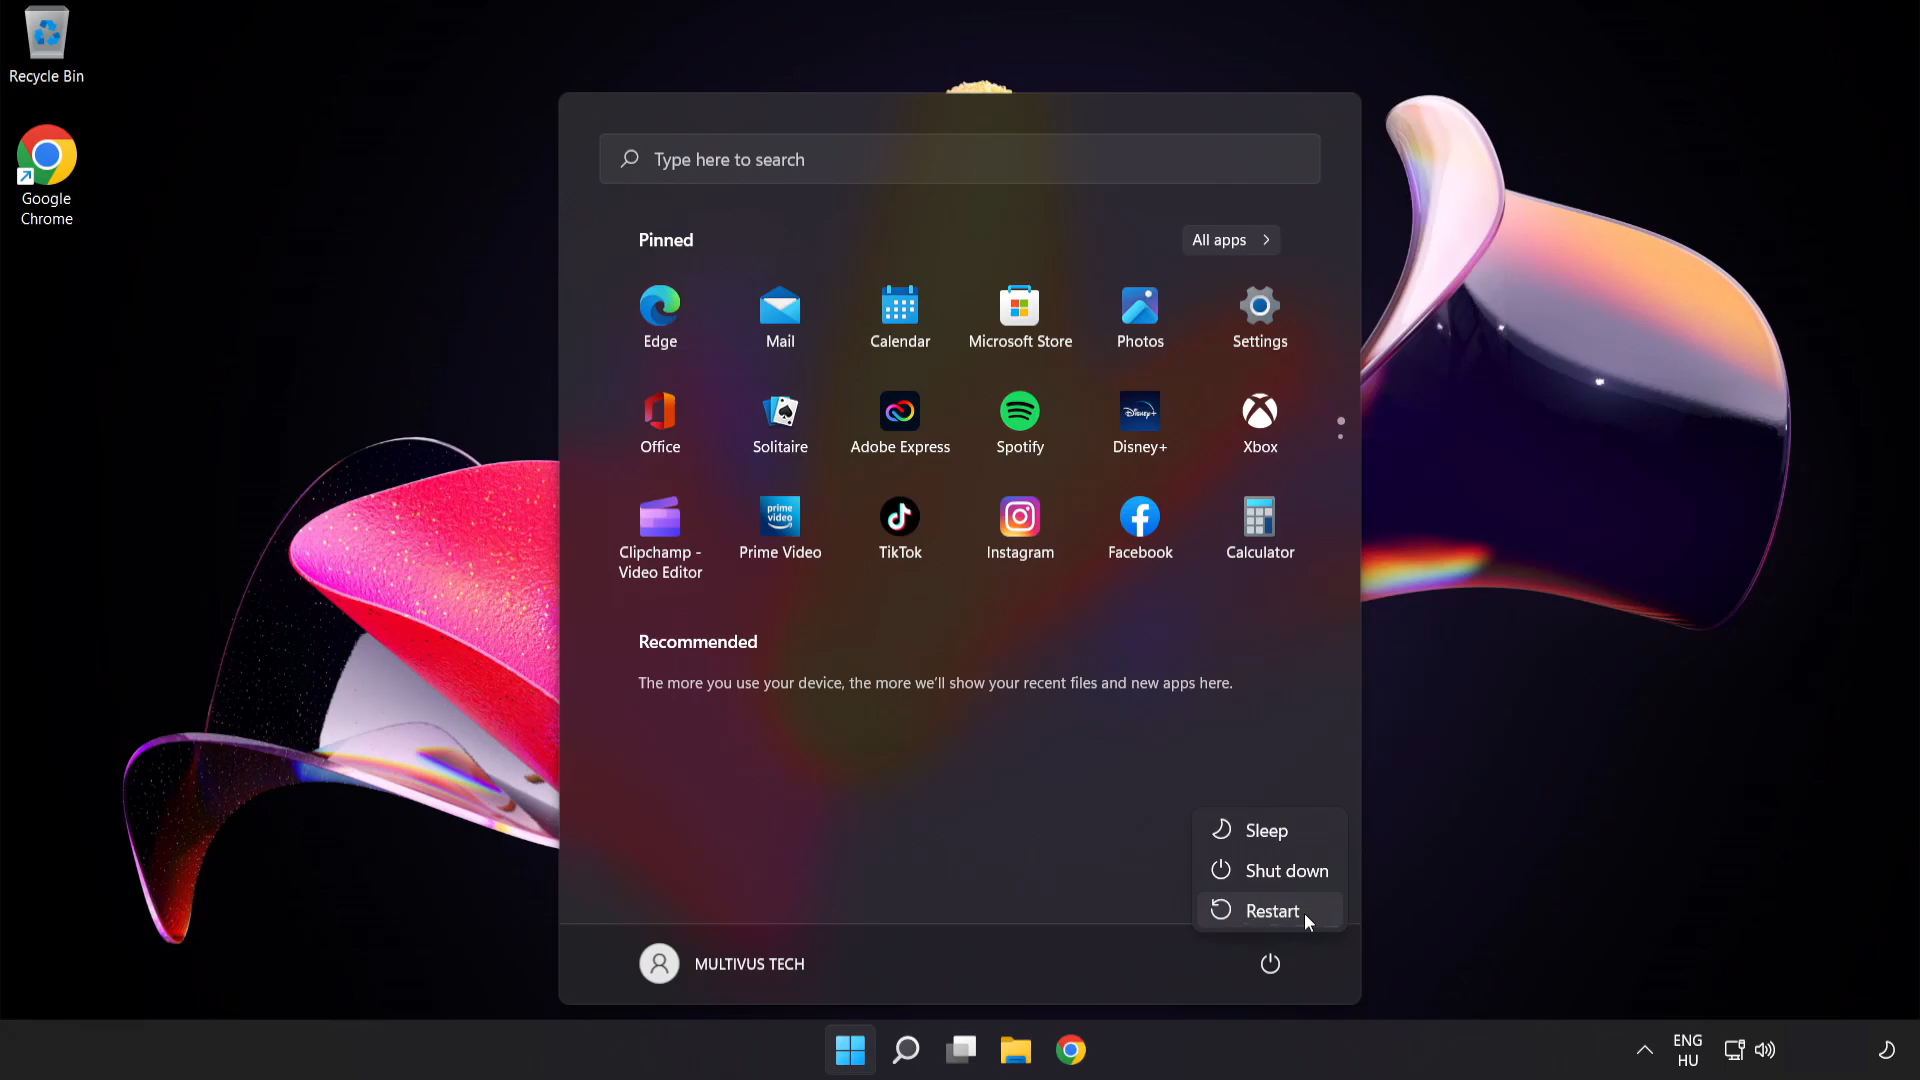 Recycle Bin
Google
Chrome
Type here to search
Pinned
All apps
Edge
Mail
Calendar
Microsoft Store
Photos
Settings
Office
Solitaire
Adobe Express
Spotify
Disney+
Disney+
Xbox
prime
video
Clipchamp -
Video Editor
Prime Video
TikTok
Instagram
Facebook
Calculator
Recommended
The more you use your device, the more we'll show your recent files and new apps here.
Sleep
Shut down
Restart
MULTIVUS TECH
ENG
HU